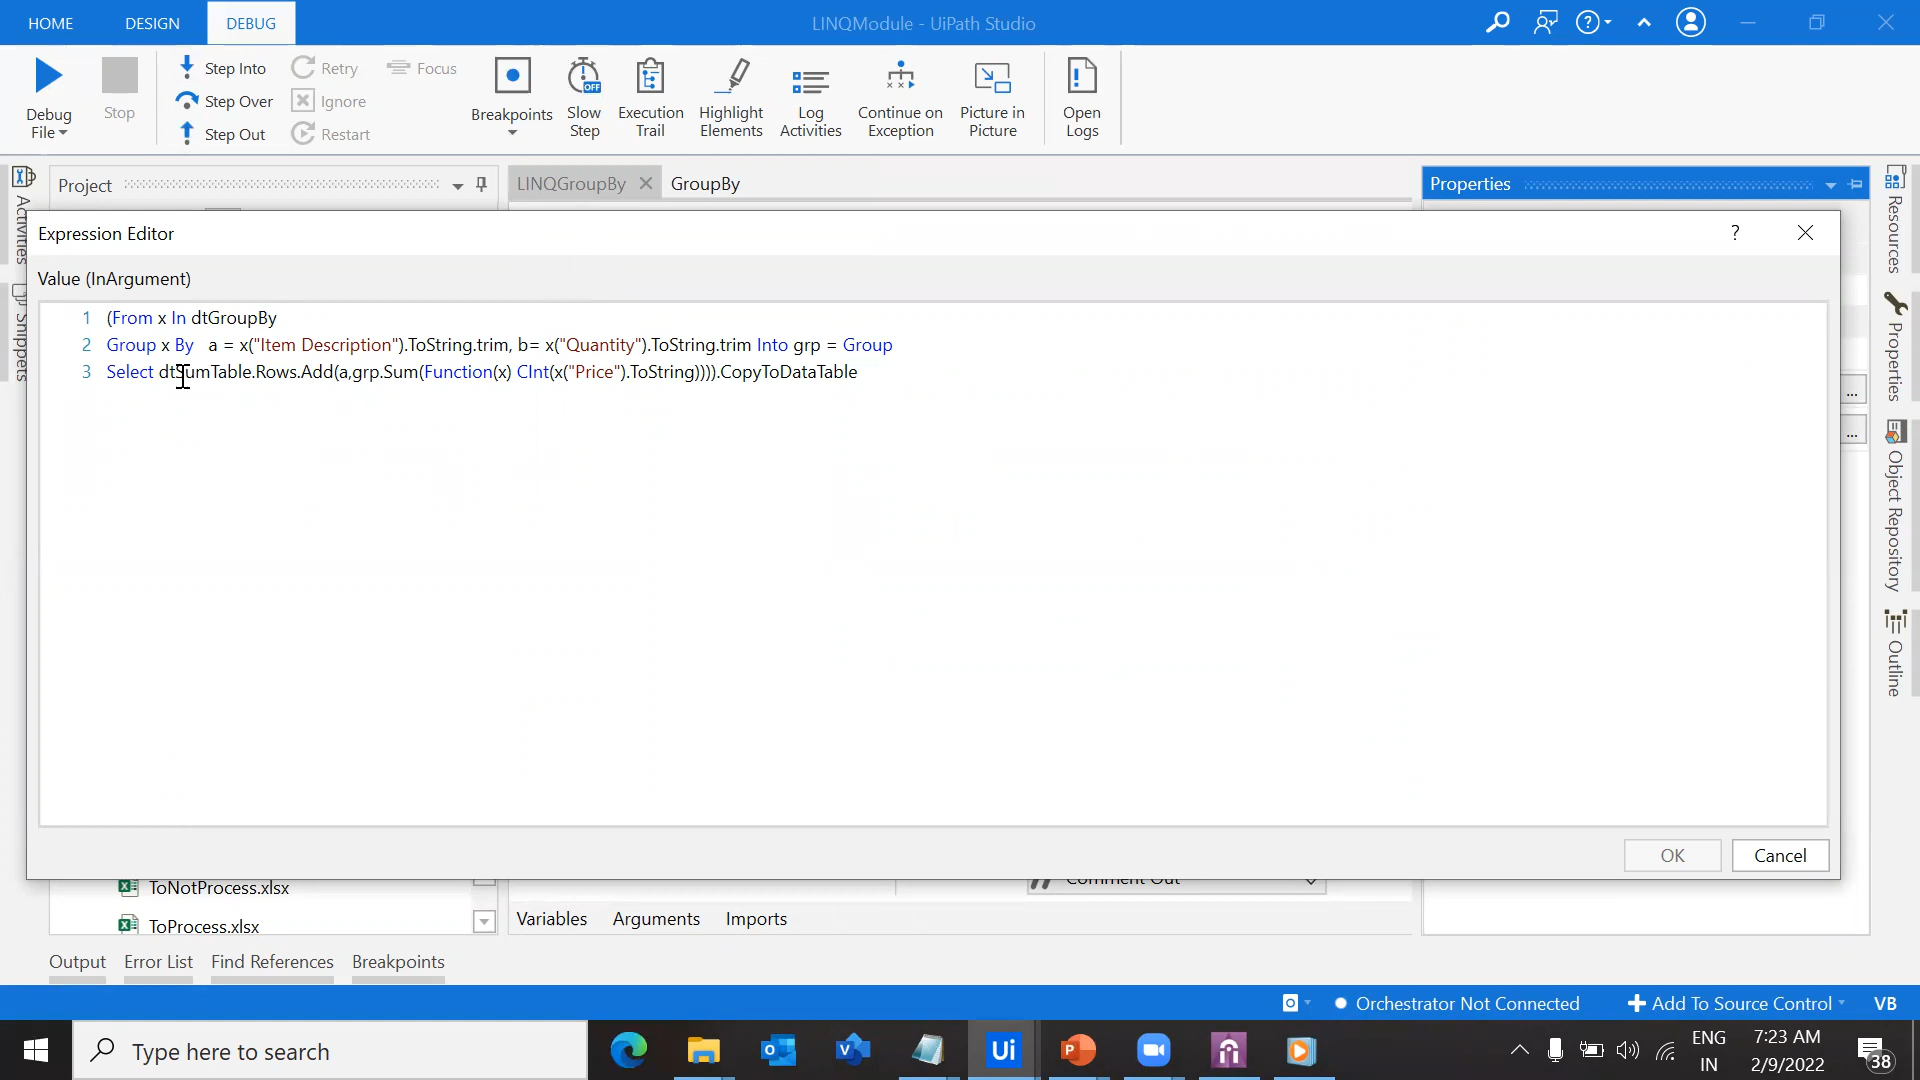 HOME DESIGN DEBUG LINQModule - UiPath Studio
Debug File
Stop
Step Into
Step Over
Step Out
Retry
Ignore
Restart
Focus
Breakpoints
Slow Step
OFF
Execution Trail
Highlight Elements
Log Activities
Continue on Exception
Picture in Picture
Open Logs
Project
LINQGroupBy GroupBy
Properties
Activities
Snippets
Expression Editor
?
Value (InArgument)
1 (From x In dtGroupBy
2 Group x By a = x("Item Description").ToString.trim, b= x("Quantity").ToString.trim Into grp = Group
3 Select dtSumTable.Rows.Add(a,grp.Sum(Function(x) CInt(x("Price").ToString)))).CopyToDataTable
OK Cancel
Resources
Properties
Object Repository
Outline
...
...
ToNotProcess.xlsx
ToProcess.xlsx
Comment Out
Variables Arguments Imports
Output Error List Find References Breakpoints
Orchestrator Not Connected Add To Source Control VB
Type here to search
Ui
ENG
IN
7:23 AM
2/9/2022
38